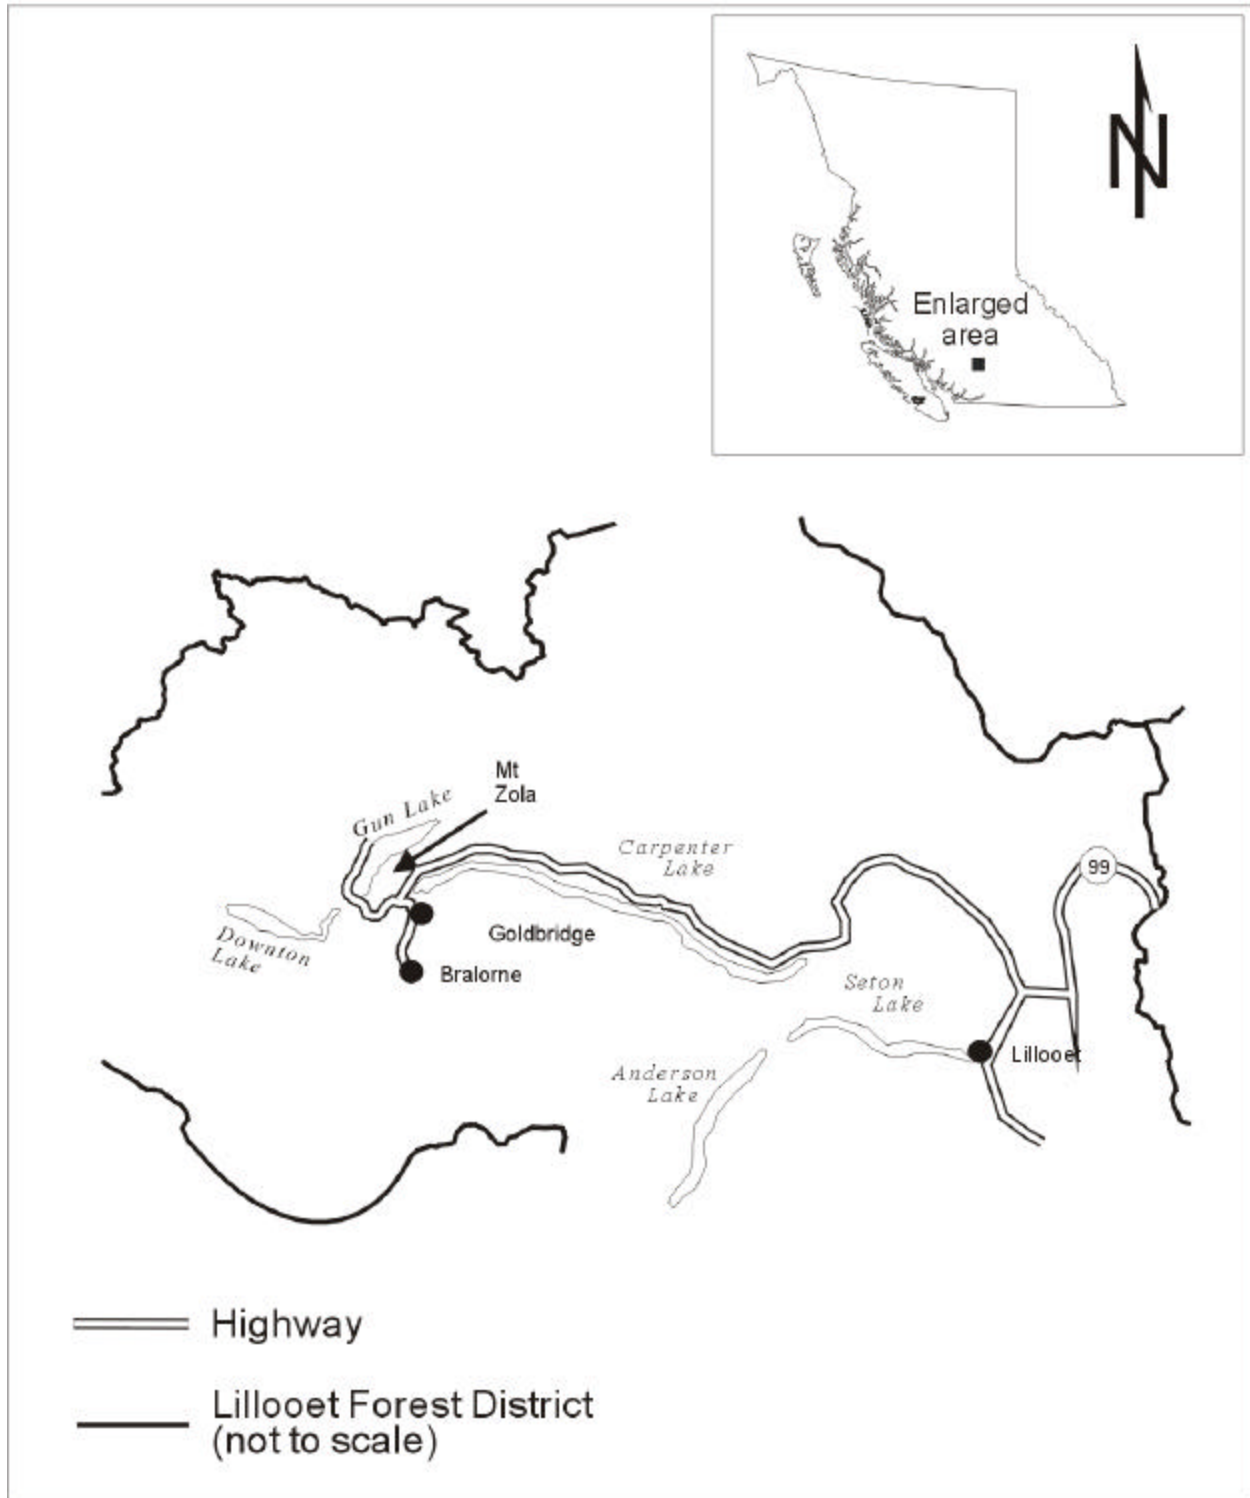 N
Enlarged
area
Mt
Zola
Gun Lake
Carpenter
Lake
99
Downton
Lake
Goldbridge
Bralorne
Seton
Lake
Lillooet
Anderson
Lake
Highway
Lillooet Forest District
(not to scale)